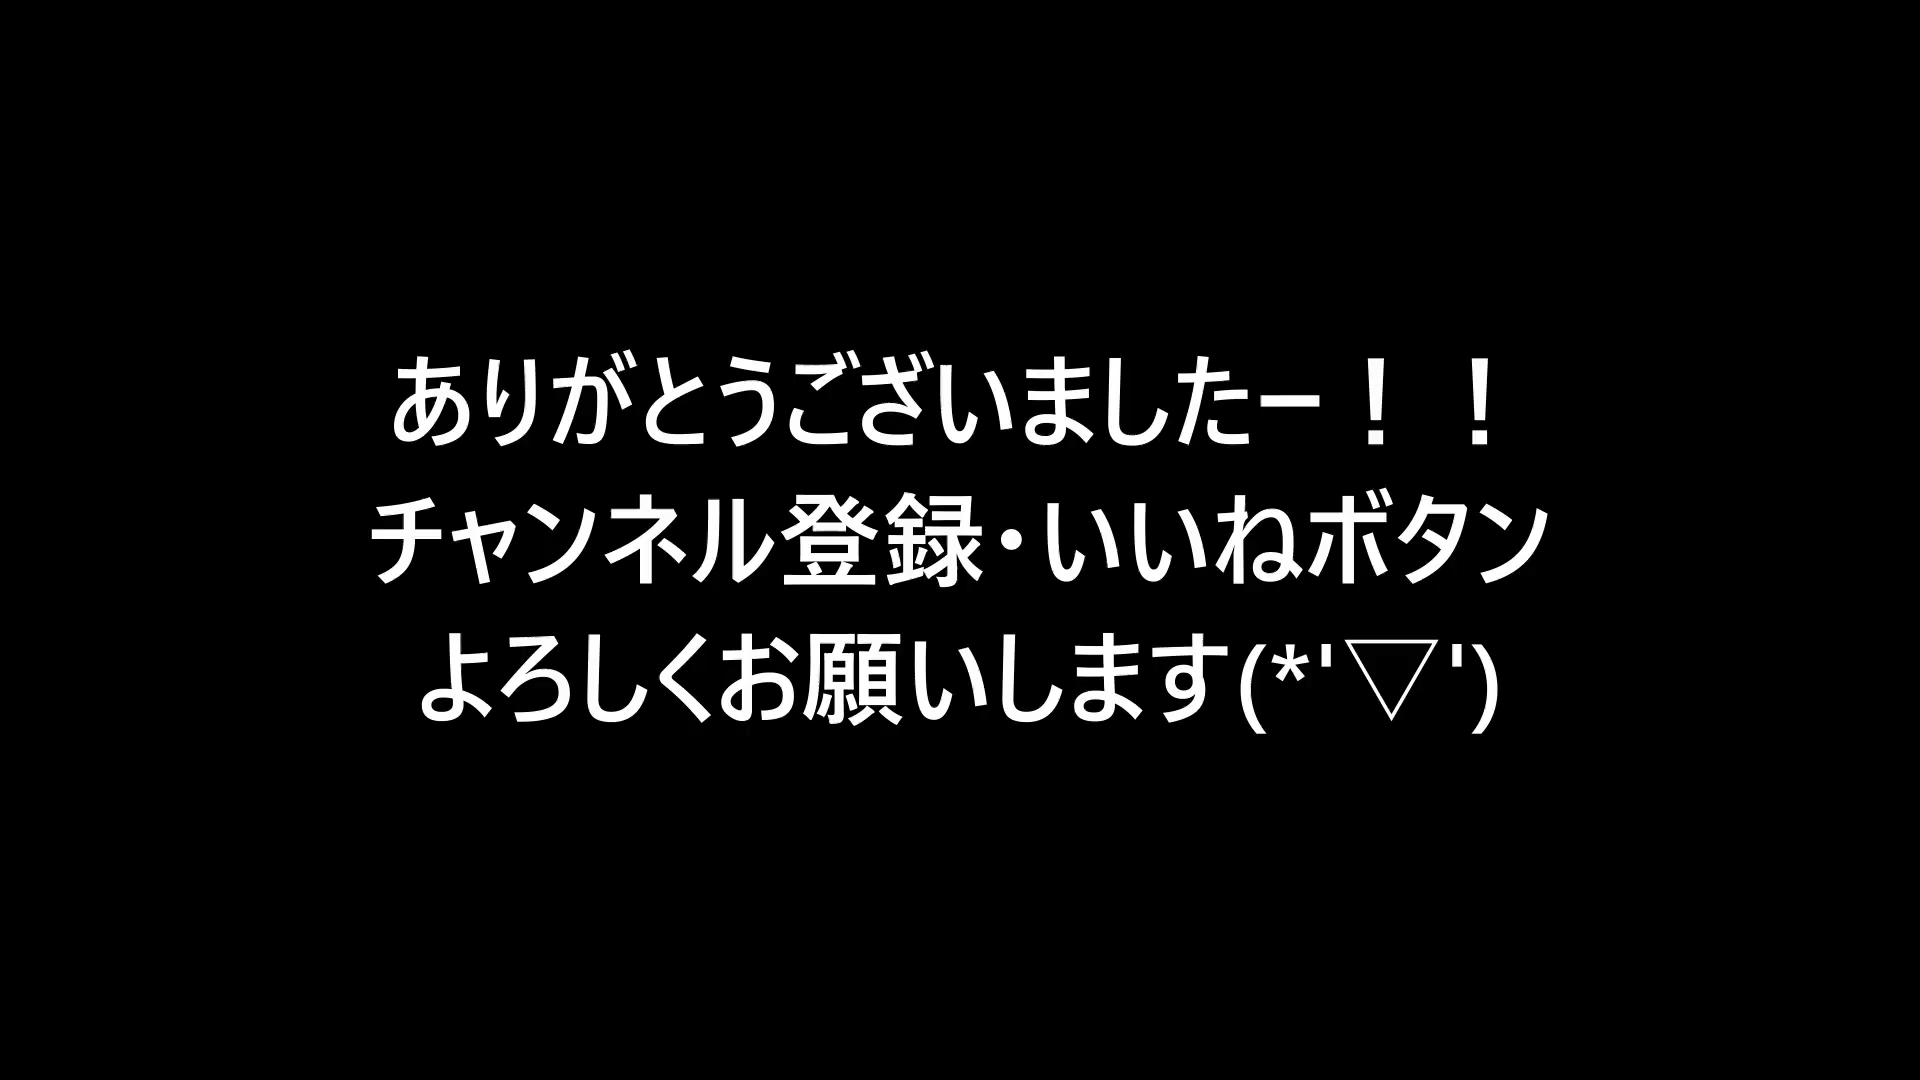 ありがとうございましたー！！
チャンネル登録・いいねボタン
よろしくお願いします(*'▽')